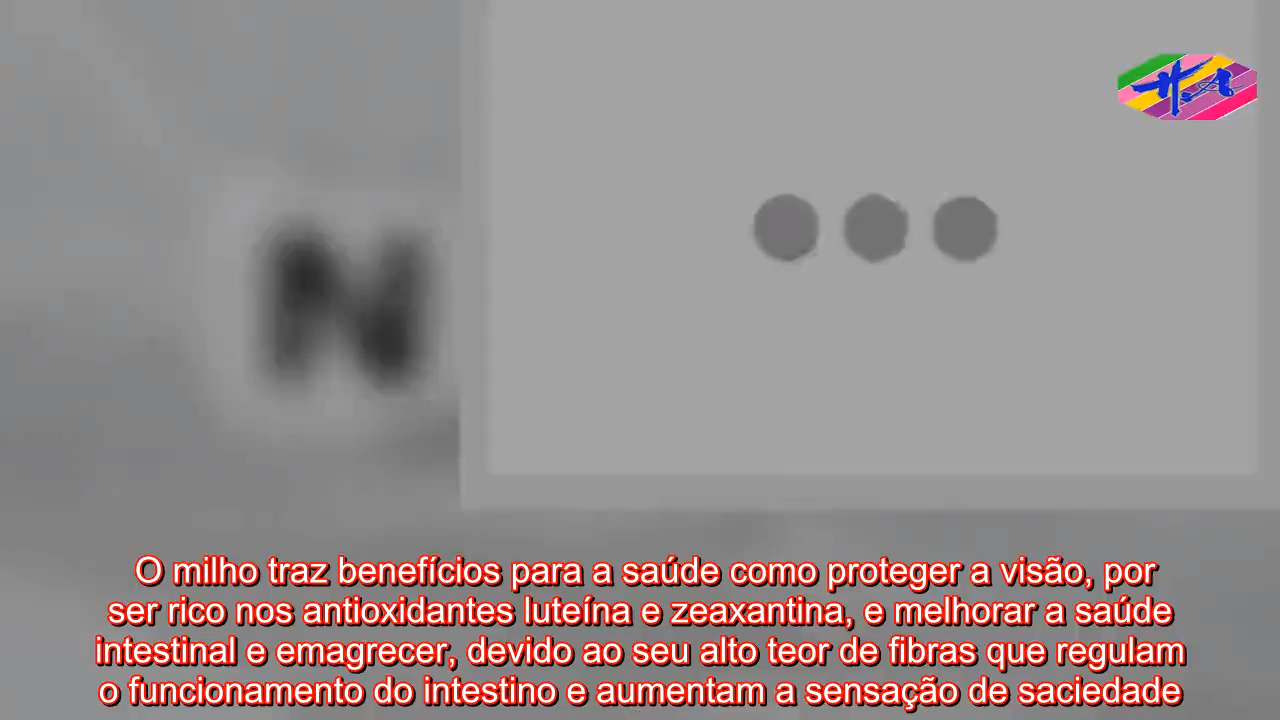 N
H.A
O milho traz benefícios para a saúde como proteger a visão, por
ser rico nos antioxidantes luteína e zeaxantina, e melhorar a saúde
intestinal e emagrecer, devido ao seu alto teor de fibras que regulam
o funcionamento do intestino e aumentam a sensação de saciedade